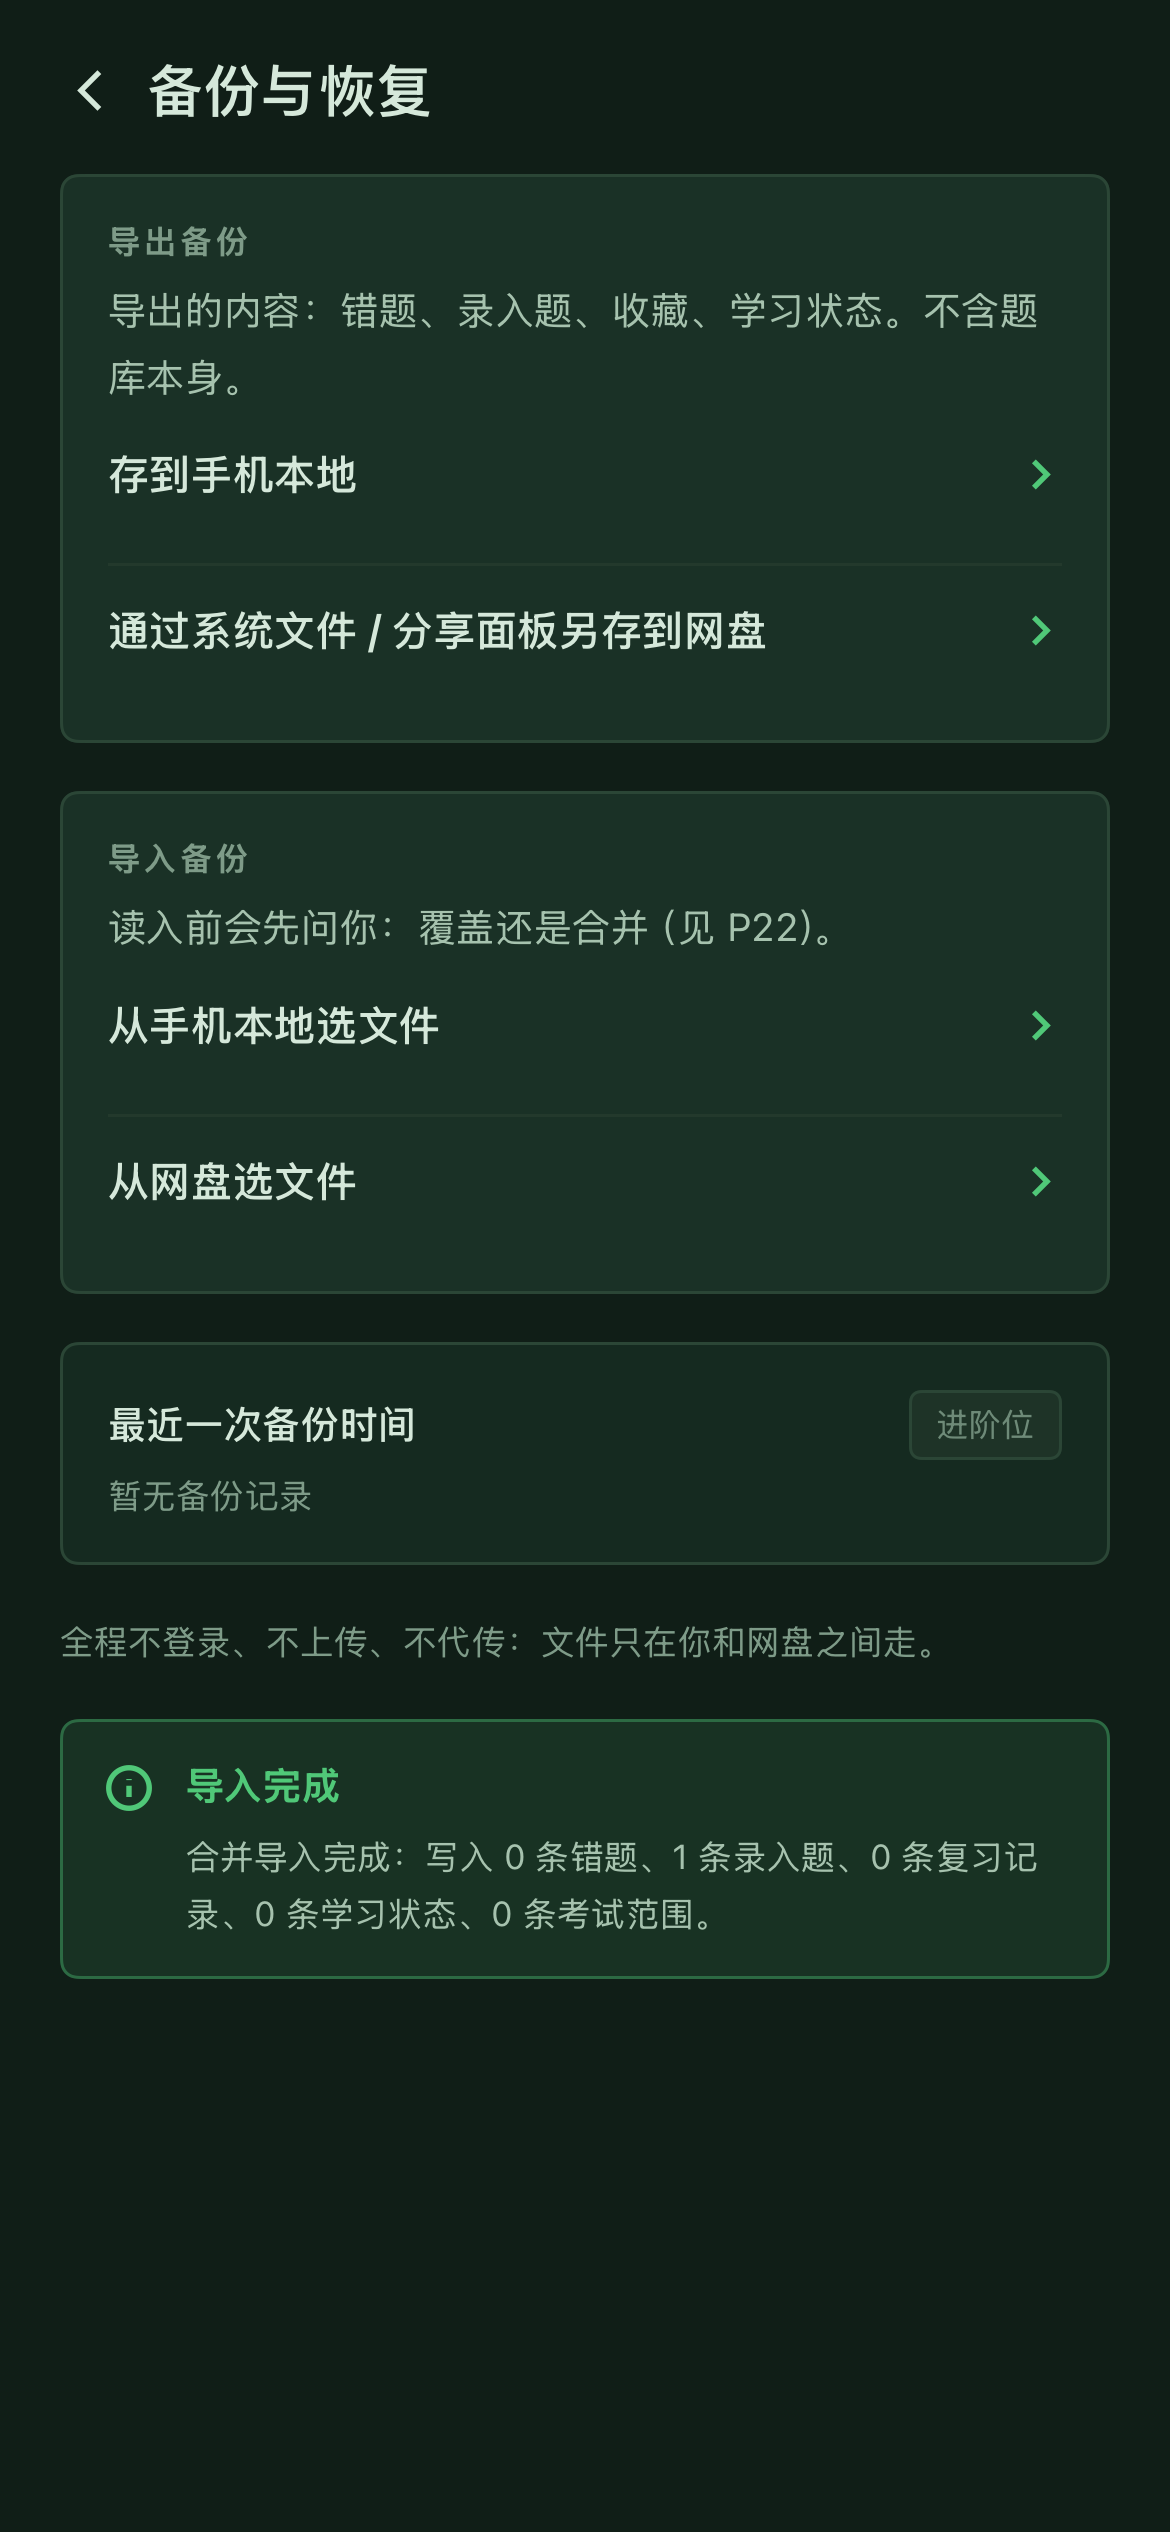 备份与恢复
导出备份
导出的内容：错题、录入题、收藏、学习状态。不含题
库本身。
存到手机本地
通过系统文件 / 分享面板另存到网盘
导入备份
读入前会先问你：覆盖还是合并（见 P22）。
从手机本地选文件
从网盘选文件
最近一次备份时间
进阶位
暂无备份记录
全程不登录、不上传、不代传：文件只在你和网盘之间走。
导入完成
合并导入完成：写入 0 条错题、1 条录入题、0 条复习记
录、0 条学习状态、0 条考试范围。